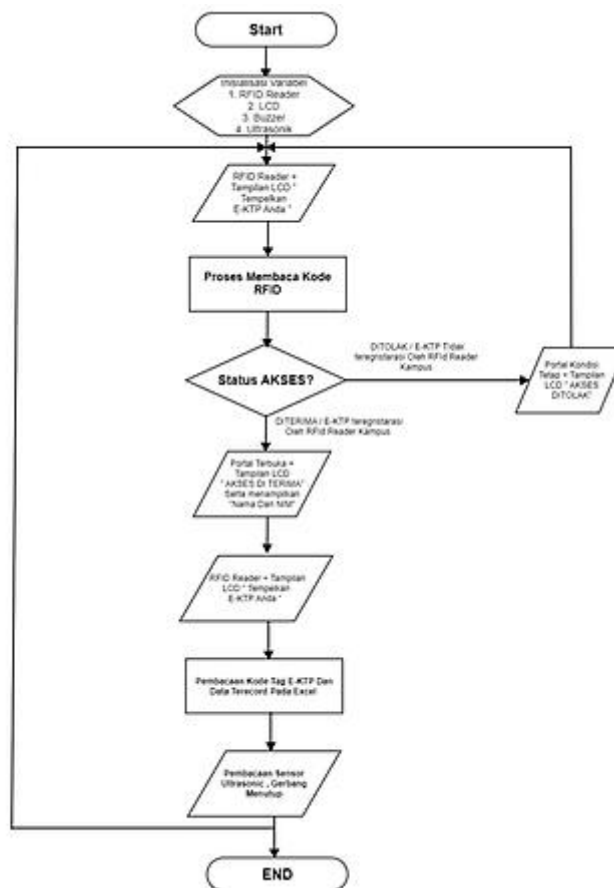 Start
Inisialisasi Variabel
1. RFID Reader
2. LCD
3. Buzzer
4. Ultrasonik
RFID Reader +
Tampilan LCD "
Tempelkan
E-KTP Anda "
Proses Membaca Kode
RFID
Status AKSES?
DITOLAK / E-KTP Tidak
teregistarasi Oleh RFid Reader
Kampus
Portal Kondisi
Tetap + Tampilan
LCD " AKSES
DITOLAK"
DITERIMA / E-KTP teregistarasi
Oleh RFid Reader Kampus
Portal Terbuka +
Tampilan LCD
" AKSES DI TERIMA"
Serta menampilkan
"Nama Dan NIM"
RFID Reader + Tampilan
LCD " Tempelkan
E-KTP Anda "
Pembacaan Kode Tag E-KTP Dan
Data Terecord Pada Excel
Pembacaan Sensor
Ultrasonic , Gerbang
Menutup
END